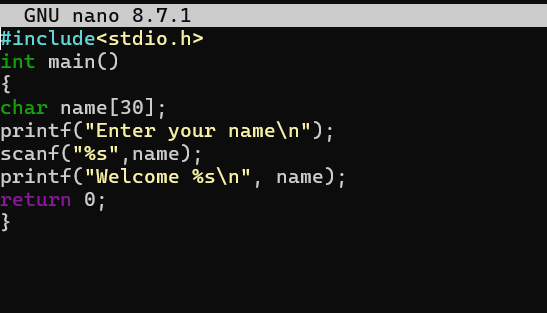 GNU nano 8.7.1
#include<stdio.h>
int main()
{
char name[30];
printf("Enter your name\n");
scanf("%s",name);
printf("Welcome %s\n", name);
return 0;
}